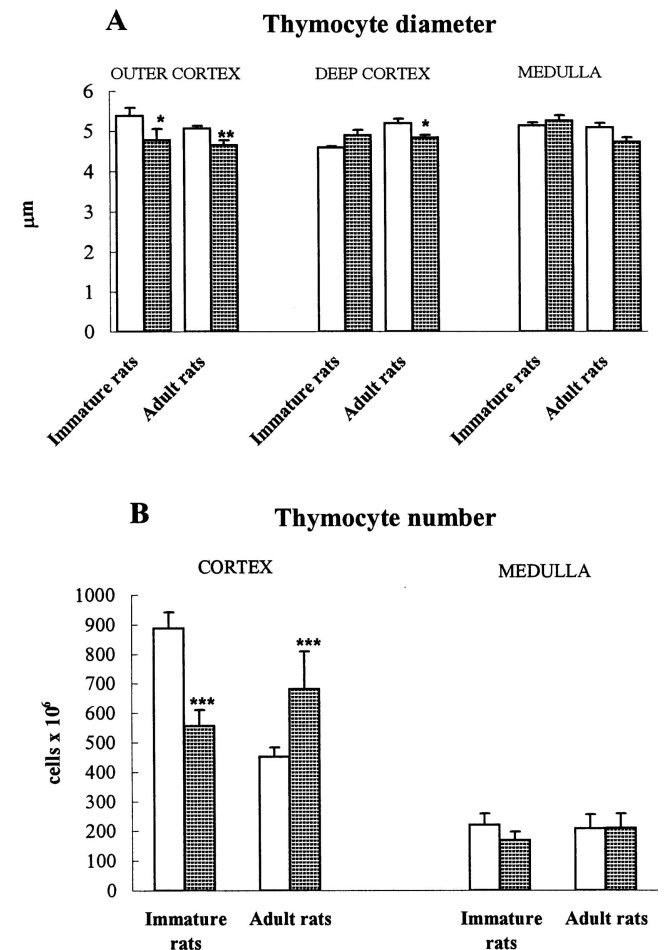 A Thymocyte diameter
OUTER CORTEX DEEP CORTEX MEDULLA
6
5
4
3
2
1
0
µm
* ** *
Immature rats Adult rats Immature rats Adult rats Immature rats Adult rats
B Thymocyte number
CORTEX MEDULLA
1000
900
800
700
600
500
400
300
200
100
0
cells x 10⁶
*** ***
Immature rats Adult rats Immature rats Adult rats